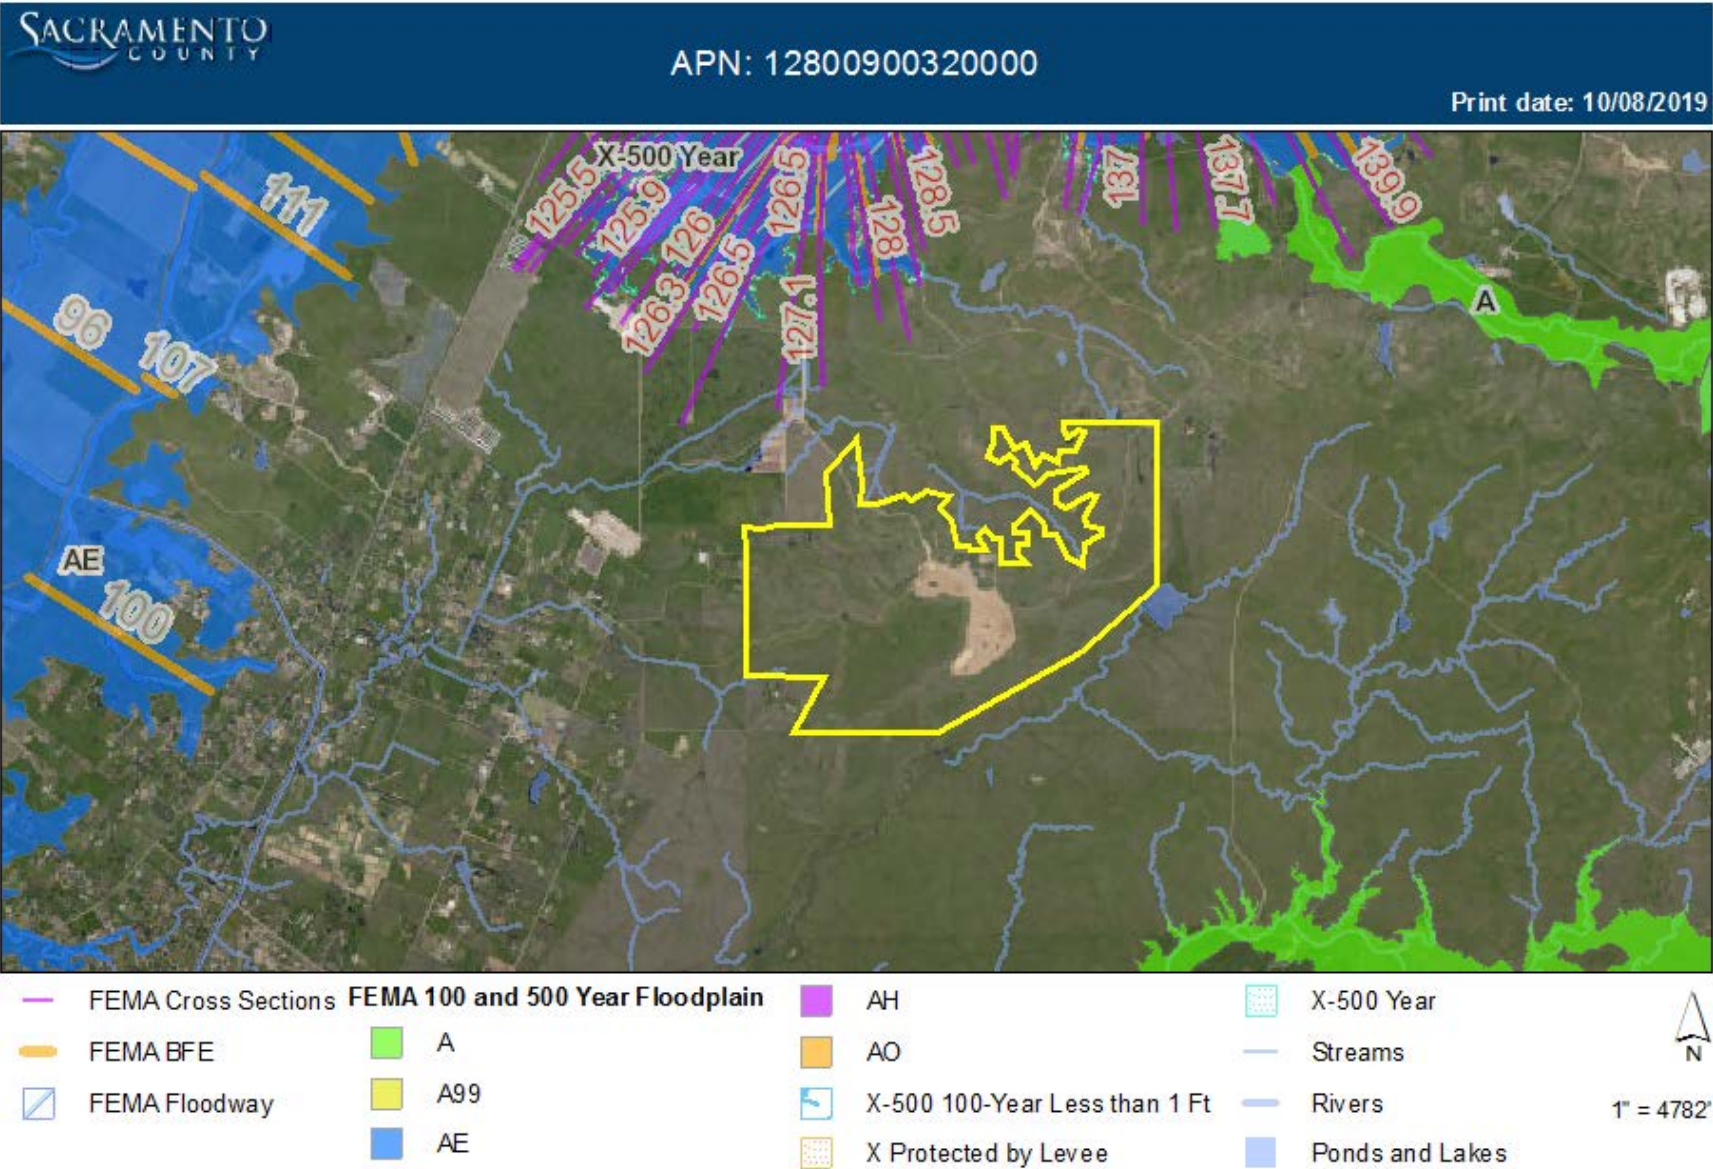 SACRAMENTO
COUNTY
APN: 12800900320000
Print date: 10/08/2019
X-500 Year
125.5
125.9
126
126.5
126.3
126.5
127.1
128
128.5
137
137.7
139.9
111
96
107
A
AE
100
FEMA Cross Sections
FEMA BFE
FEMA Floodway
FEMA 100 and 500 Year Floodplain
A
A99
AE
AH
AO
X-500 100-Year Less than 1 Ft
X Protected by Levee
X-500 Year
Streams
Rivers
Ponds and Lakes
N
1" = 4782'